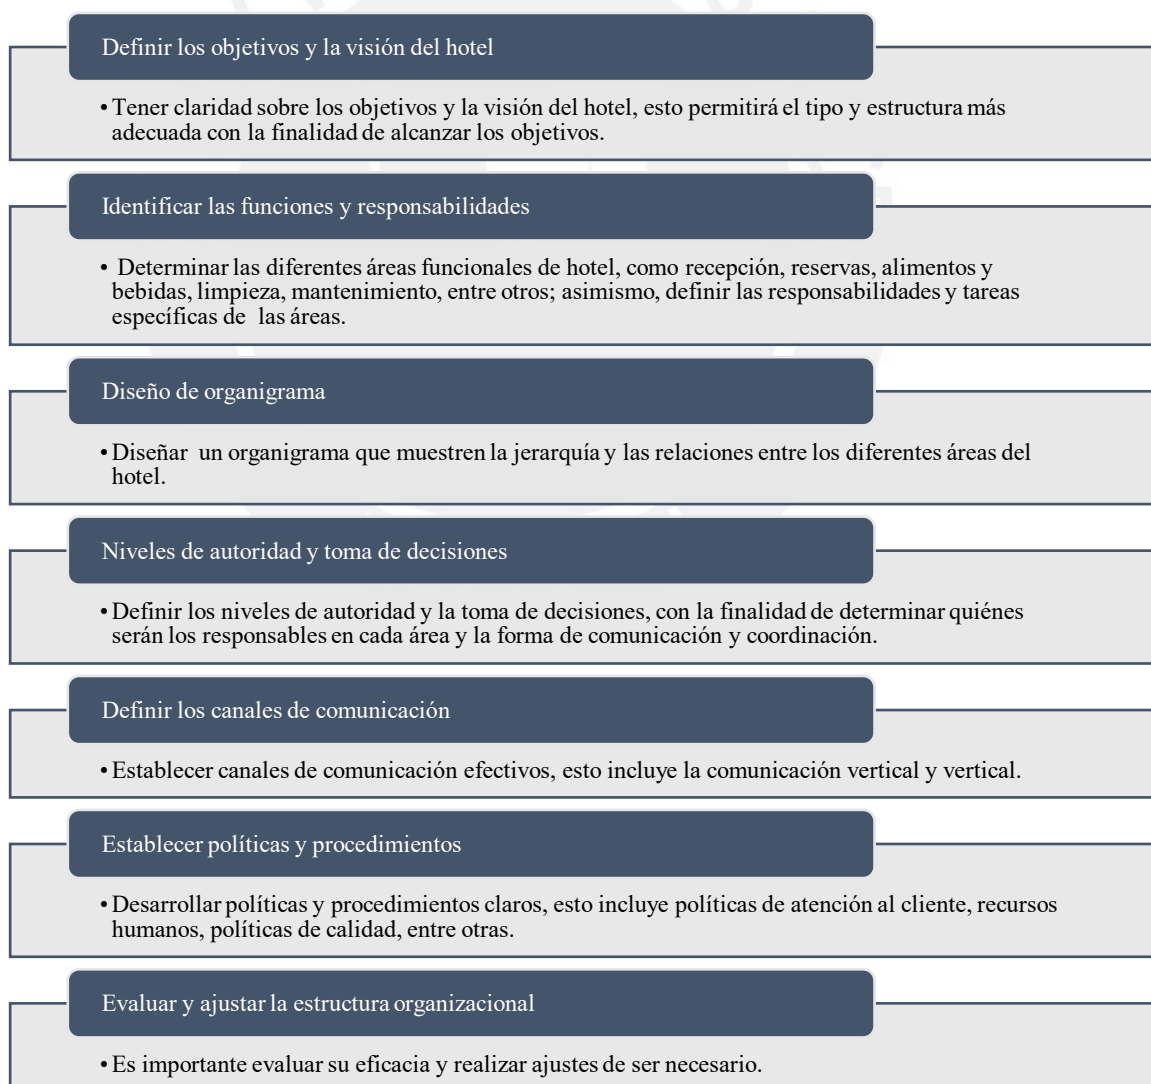 Definir los objetivos y la visión del hotel
• Tener claridad sobre los objetivos y la visión del hotel, esto permitirá el tipo y estructura más
adecuada con la finalidad de alcanzar los objetivos.
Identificar las funciones y responsabilidades
• Determinar las diferentes áreas funcionales de hotel, como recepción, reservas, alimentos y
bebidas, limpieza, mantenimiento, entre otros; asimismo, definir las responsabilidades y tareas
específicas de las áreas.
Diseño de organigrama
• Diseñar un organigrama que muestren la jerarquía y las relaciones entre los diferentes áreas del
hotel.
Niveles de autoridad y toma de decisiones
• Definir los niveles de autoridad y la toma de decisiones, con la finalidad de determinar quiénes
serán los responsables en cada área y la forma de comunicación y coordinación.
Definir los canales de comunicación
• Establecer canales de comunicación efectivos, esto incluye la comunicación vertical y vertical.
Establecer políticas y procedimientos
• Desarrollar políticas y procedimientos claros, esto incluye políticas de atención al cliente, recursos
humanos, políticas de calidad, entre otras.
Evaluar y ajustar la estructura organizacional
• Es importante evaluar su eficacia y realizar ajustes de ser necesario.